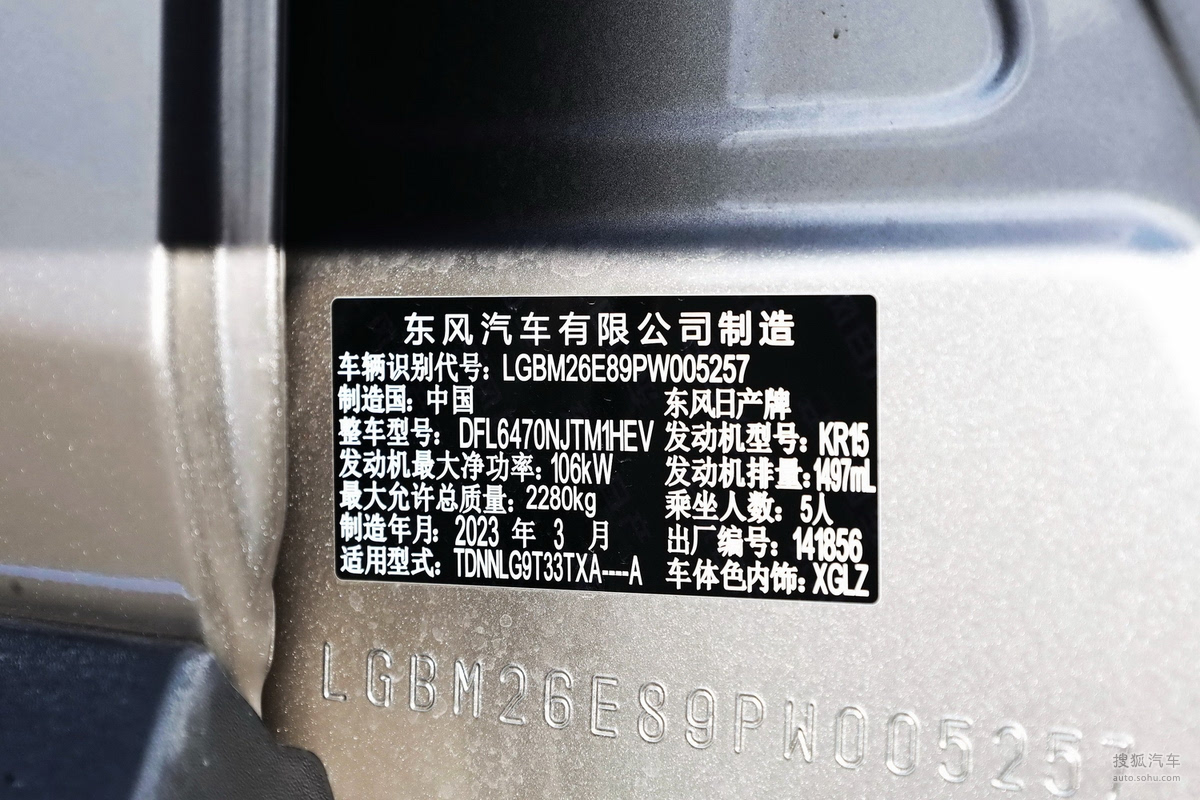 东风汽车有限公司制造
车辆识别代号: LGBM26E89PW005257
制造国: 中国 东风日产牌
整车型号: DFL6470NJTM1HEV 发动机型号: KR15
发动机最大净功率: 106kW 发动机排量: 1497mL
最大允许总质量: 2280kg 乘坐人数: 5人
制造年月: 2023 年 3 月 出厂编号: 141856
适用型式: TDNNLG9T33TXA----A 车体色内饰: XGLZ
LGBM26E89PW005257
搜狐汽车
auto.sohu.com